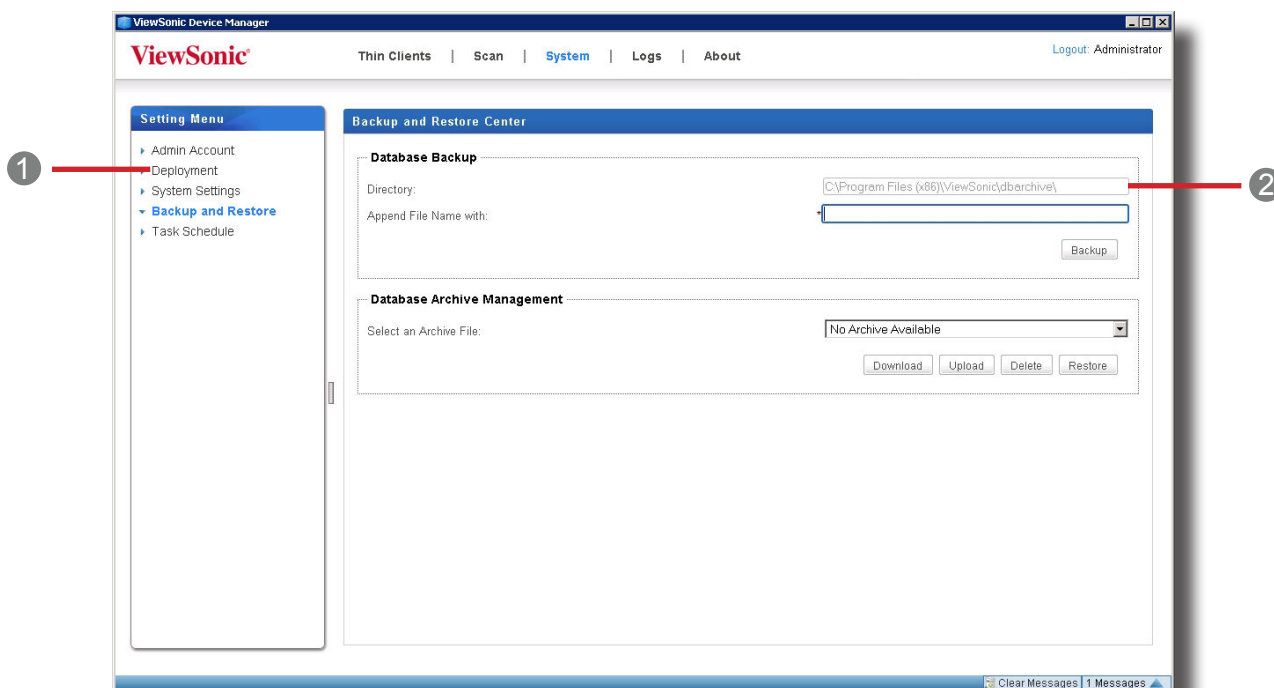 ViewSonic Device Manager
ViewSonic®
Thin Clients | Scan | System | Logs | About
Logout: Administrator
Setting Menu
Admin Account
Deployment
System Settings
Backup and Restore
Task Schedule
Backup and Restore Center
Database Backup
Directory:
C:\Program Files (x86)\ViewSonic\dbarchive\
Append File Name with:
*
Backup
Database Archive Management
Select an Archive File:
No Archive Available
Download
Upload
Delete
Restore
Clear Messages
1 Messages
1
2